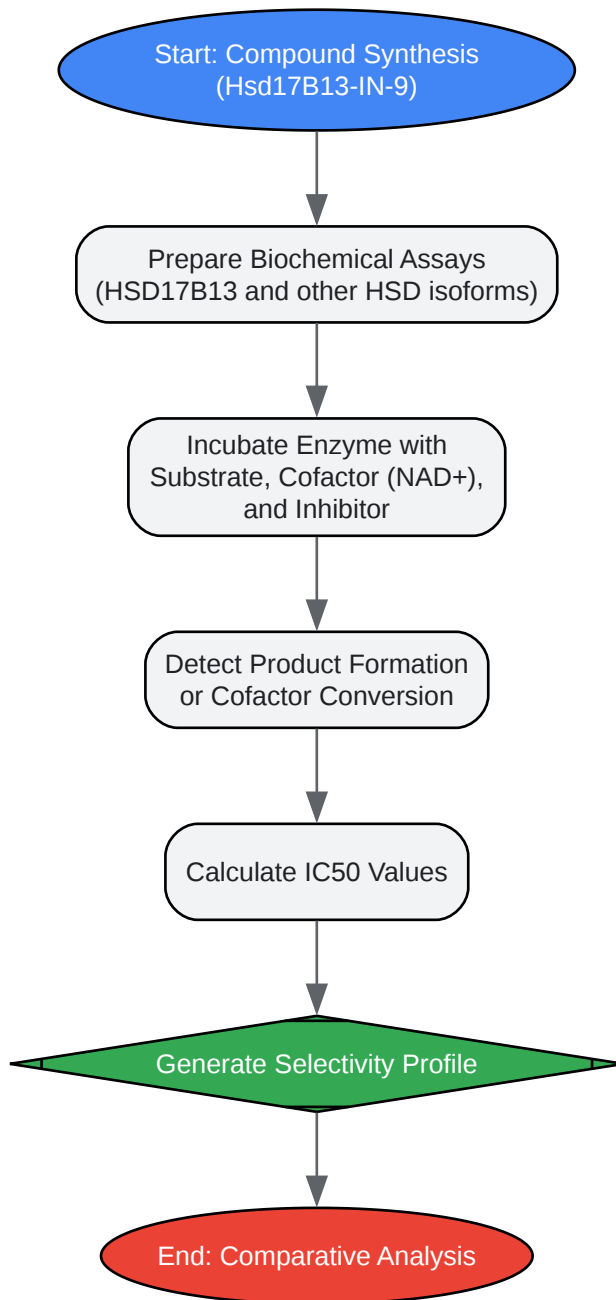 Start: Compound Synthesis
(Hsd17B13-IN-9)
Prepare Biochemical Assays
(HSD17B13 and other HSD isoforms)
Incubate Enzyme with
Substrate, Cofactor (NAD+),
and Inhibitor
Detect Product Formation
or Cofactor Conversion
Calculate IC50 Values
Generate Selectivity Profile
End: Comparative Analysis